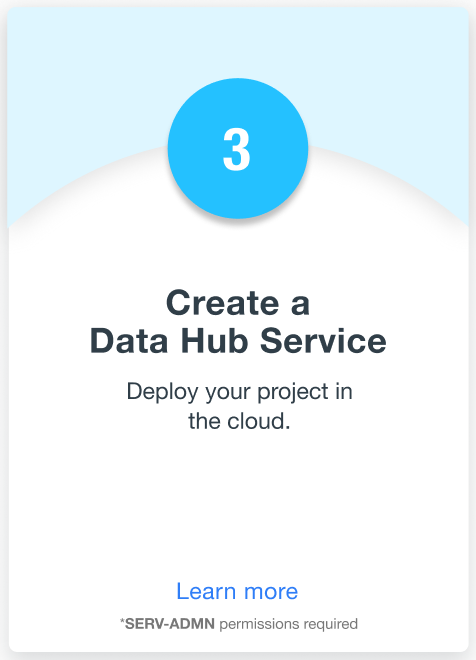 3
Create a
Data Hub Service
Deploy your project in
the cloud.
Learn more
*SERV-ADMN permissions required